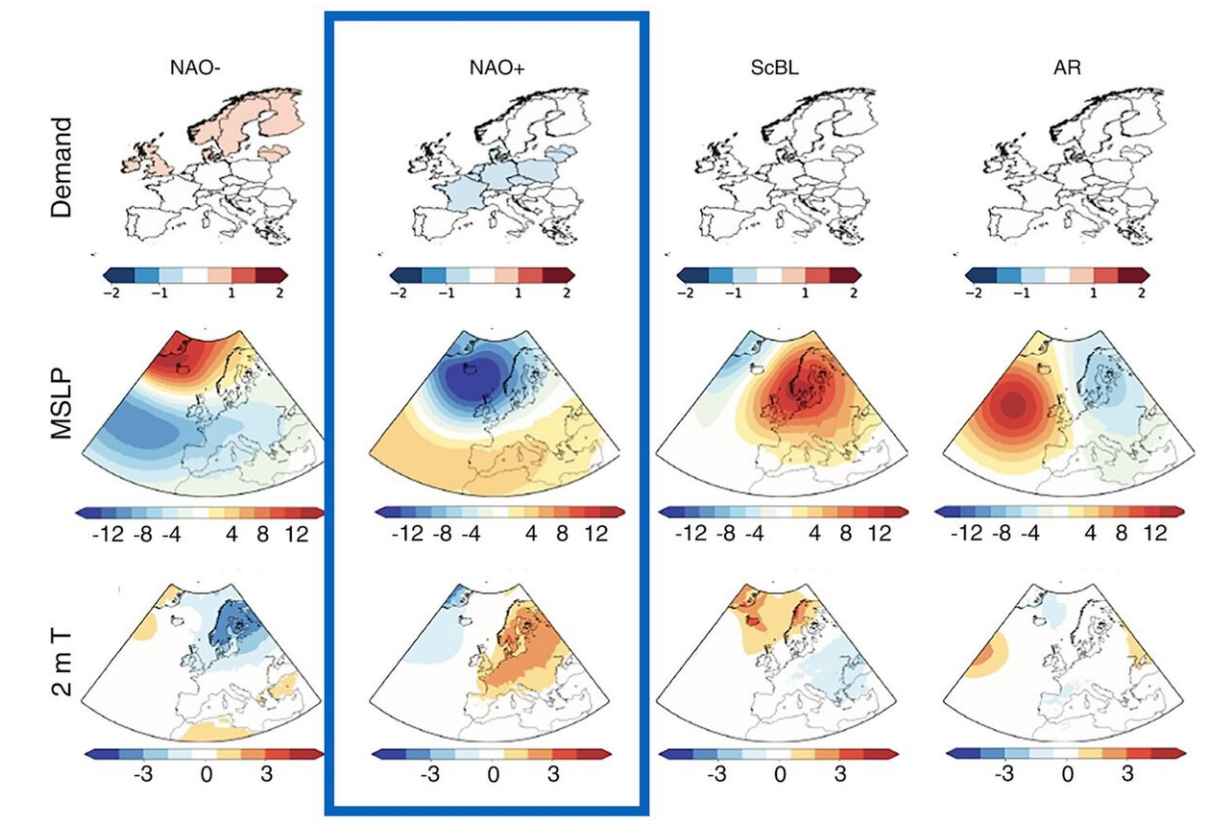 NAO- NAO+ ScBL AR
Demand
−2 −1 1 2 −2 −1 1 2 −2 −1 1 2 −2 −1 1 2
MSLP
-12 -8 -4 4 8 12 -12 -8 -4 4 8 12 -12 -8 -4 4 8 12 -12 -8 -4 4 8 12
2 m T
-3 0 3 -3 0 3 -3 0 3 -3 0 3